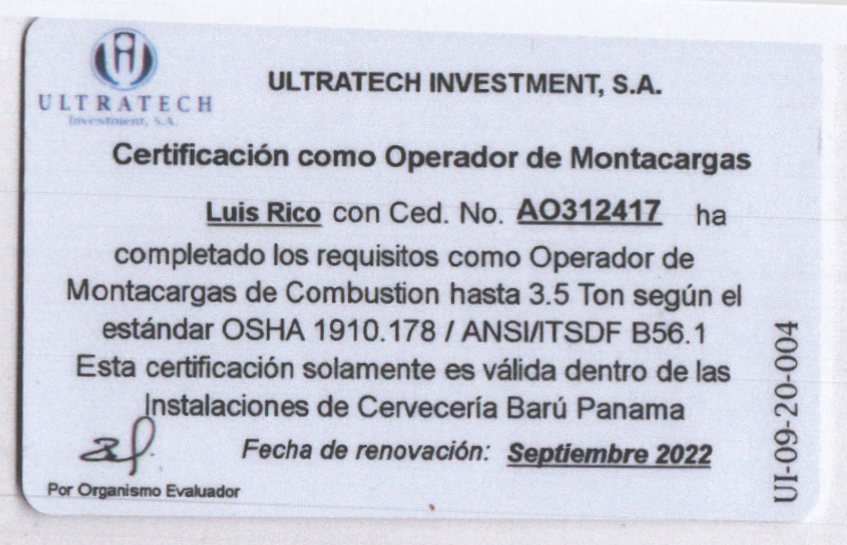 ULTRATECH
Investment, S.A.
ULTRATECH INVESTMENT, S.A.
Certificación como Operador de Montacargas
Luis Rico con Ced. No. AO312417 ha
completado los requisitos como Operador de
Montacargas de Combustion hasta 3.5 Ton según el
estándar OSHA 1910.178 / ANSI/ITSDF B56.1
Esta certificación solamente es válida dentro de las
Instalaciones de Cervecería Barú Panama
Fecha de renovación: Septiembre 2022
Por Organismo Evaluador
UI-09-20-004